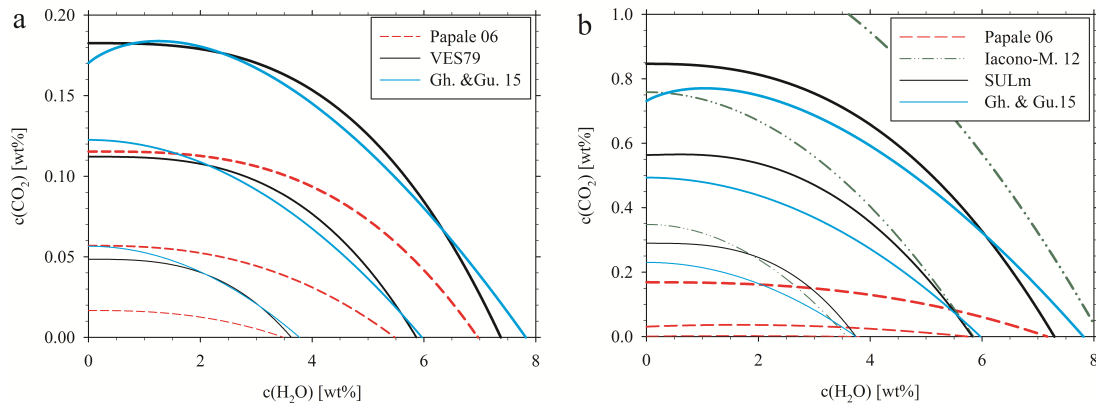 a
0.20
0.15
0.10
0.05
0.00
c(CO₂) [wt%]
0
2
4
6
8
c(H₂O) [wt%]
Papale 06
VES79
Gh. &Gu. 15
b
1.0
0.8
0.6
0.4
0.2
0.0
c(CO₂) [wt%]
0
2
4
6
8
c(H₂O) [wt%]
Papale 06
Iacono-M. 12
SULm
Gh. & Gu.15